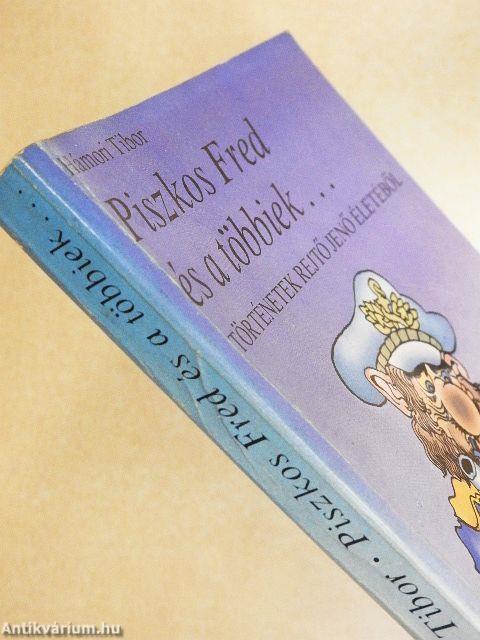 Hámori Tibor
Piszkos Fred
és a többiek...
TÖRTÉNETEK REJTŐ JENŐ ÉLETÉBŐL
Tibor • Piszkos Fred és a többiek...
Antikvárium.hu